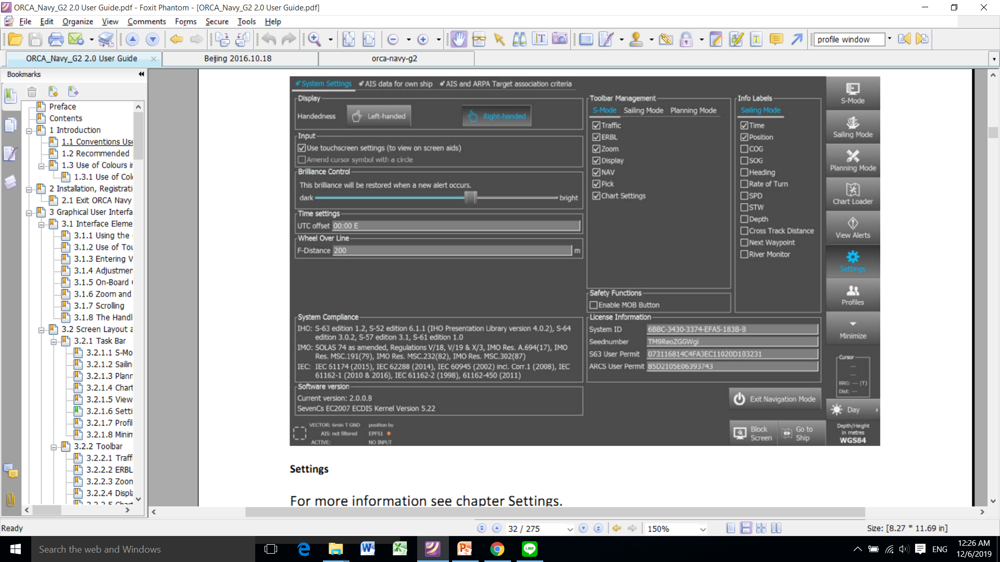 ORCA_Navy_G2 2.0 User Guide.pdf - Foxit Phantom - [ORCA_Navy_G2 2.0 User Guide.pdf]
File Edit Organize View Comments Forms Secure Tools Help
profile window
ORCA_Navy_G2 2.0 User Guide
Beijing 2016.10.18
orca-navy-g2
Bookmarks
Preface
Contents
1 Introduction
1.1 Conventions Use
1.2 Recommended
1.3 Use of Colours in
1.3.1 Use of Col
2 Installation, Registrati
2.1 Exit ORCA Navy
3 Graphical User Interfa
3.1 Interface Eleme
3.1.1 Using the
3.1.2 Use of Tou
3.1.3 Entering V
3.1.4 Adjustmen
3.1.5 On-Board
3.1.6 Zoom and
3.1.7 Scrolling
3.1.8 The Handl
3.2 Screen Layout a
3.2.1 Task Bar
3.2.1.1 S-Mo
3.2.1.2 Sailin
3.2.1.3 Plann
3.2.1.4 Chart
3.2.1.5 View
3.2.1.6 Setti
3.2.1.7 Profil
3.2.1.8 Minim
3.2.2 Toolbar
3.2.2.1 Traffi
3.2.2.2 ERBL
3.2.2.3 Zoon
3.2.2.4 Displa
System Settings AIS data for own ship AIS and ARPA Target association criteria
Display
Handedness Left-handed Right-handed
Input
Use touchscreen settings (to view on screen aids)
Amend cursor symbol with a circle
Brilliance Control
This brilliance will be restored when a new alert occurs.
dark bright
Time settings
UTC offset 00:00 E
Wheel Over Line
F-Distance 200 m
System Compliance
IHO: S-63 edition 1.2, S-52 edition 6.1.1 (IHO Presentation Library version 4.0.2), S-64
edition 3.0.2, S-57 edition 3.1, S-61 edition 1.0
IMO: SOLAS 74 as amended, Regulations V/18, V/19 & X/3, IMO Res. A.694(17), IMO
Res. MSC.191(79), IMO Res. MSC.232(82), IMO Res. MSC.302(87)
IEC: IEC 61174 (2015), IEC 62288 (2014), IEC 60945 (2002) incl. Corr.1 (2008), IEC
61162-1 (2010 & 2016), IEC 61162-2 (1998), 61162-450 (2011)
Software version
Current version: 2.0.0.8
SevenCs EC2007 ECDIS Kernel Version 5.22
Toolbar Management
S-Mode Sailing Mode Planning Mode
Traffic
ERBL
Zoom
Display
NAV
Pick
Chart Settings
Safety Functions
Enable MOB Button
Info Labels
Sailing Mode
Time
Position
COG
SOG
Heading
Rate of Turn
SPD
STW
Depth
Cross Track Distance
Next Waypoint
River Monitor
License Information
System ID 6BBC-3430-3374-EFA5-183B-B
Seednumber TM9ReoZGGWgi
S63 User Permit 073116814C4FA3EC11020D1B3231
ARCS User Permit 85D2105E06393743
Exit Navigation Mode
VECTOR: 6min T GND position by
AIS: not filtered EPFS1
ACTIVE: NO INPUT
Block
Screen
Go to
Ship
S-Mode
Sailing Mode
Planning Mode
Chart Loader
View Alerts
Settings
Profiles
Minimize
Cursor
---
---
BRG: --- (T)
Dist: ---
Day
Depth/Height
in metres
WGS84
Settings
For more information see chapter Settings.
Ready
32 / 275
150%
Size: [8.27 * 11.69 in]
Search the web and Windows
LINE
ENG
12:26 AM
12/6/2019